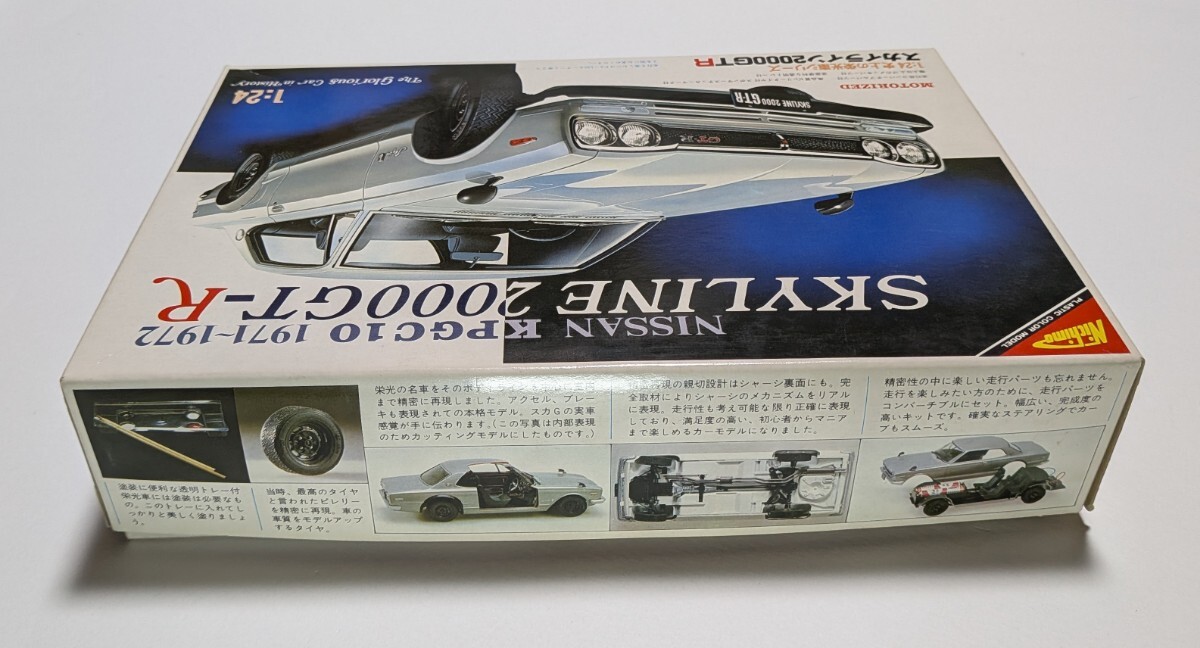 スカイライン2000GTR
1:24 史上の栄光車シリーズ
MOTORIZED
The Glorious Car in History
1:24
SKYLINE 2000
GT-R
GT-R
NISSAN KPGC10 1971~1972
SKYLINE 2000GT-R
Nichimo
PLASTIC COLOR MODEL
塗装に便利な透明トレー付
栄光車には塗装は必要なも
の。このトレーに入れてし
っかりと美しく塗りましょ
う。
当時、最高のタイヤ
と言われたピレリー
を精密に再現。車の
車質をモデルアップ
するタイヤ。
まで精密に再現しました。アクセル、ブレー
キも表現されての本格モデル。スカGの実車
感覚が手に伝わります。(この写真は内部表現
のためカッティングモデルにしたものです。)
現の親切設計はシャーシ裏面にも。完
全取材によりシャーシのメカニズムをリアル
に表現。走行性も考え可能な限り正確に表現
しており、満足度の高い、初心者からマニア
まで楽しめるカーモデルになりました。
精密性の中に楽しい走行パーツも忘れません。
走行を楽しみたい方のために、走行パーツを
コンバーチブルにセット。幅広い、完成度の
高いキットです。確実なステアリングでカー
ブもスムーズ。